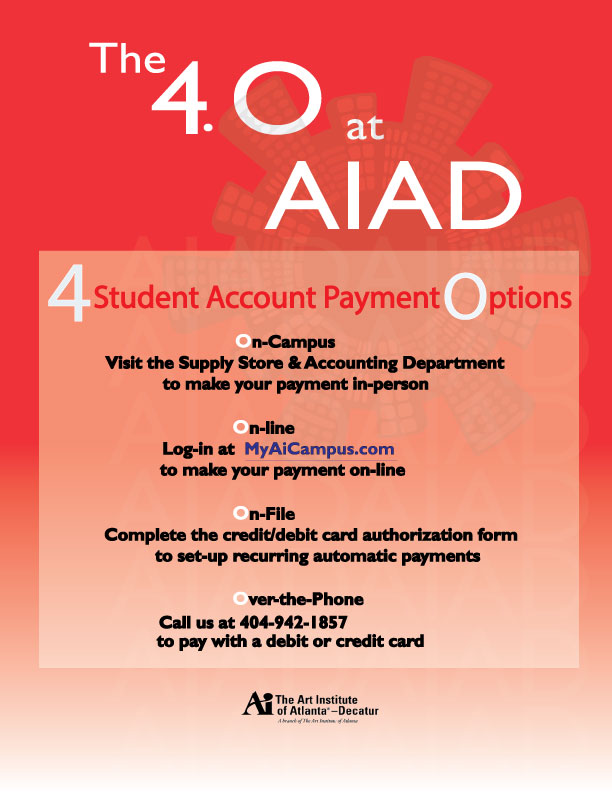 The
4.O at
AIAD
4 Student Account Payment Options
On-Campus
Visit the Supply Store & Accounting Department
to make your payment in-person
On-line
Log-in at MyAiCampus.com
to make your payment on-line
On-File
Complete the credit/debit card authorization form
to set-up recurring automatic payments
Over-the-Phone
Call us at 404-942-1857
to pay with a debit or credit card
Ai The Art Institute
of Atlanta®–Decatur
A branch of The Art Institute of Atlanta